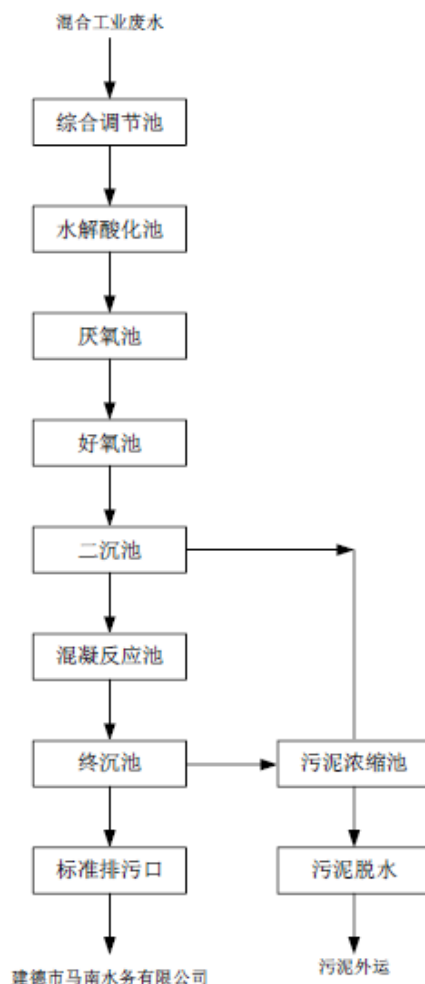 混合工业废水
综合调节池
水解酸化池
厌氧池
好氧池
二沉池
混凝反应池
终沉池
污泥浓缩池
标准排污口
污泥脱水
建德市马南水务有限公司
污泥外运